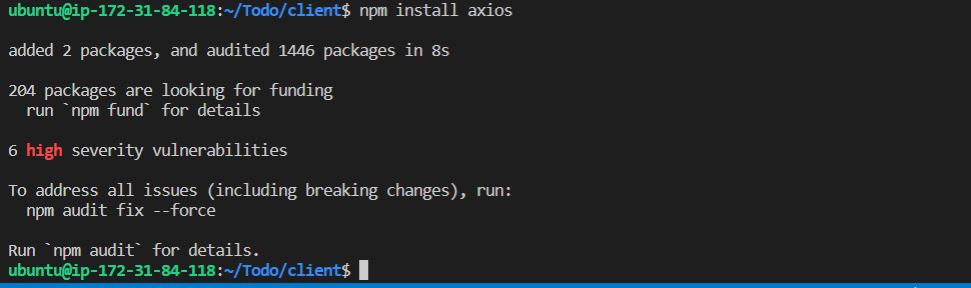 ubuntu@ip-172-31-84-118:~/Todo/client$ npm install axios
added 2 packages, and audited 1446 packages in 8s
204 packages are looking for funding
  run `npm fund` for details
6 high severity vulnerabilities
To address all issues (including breaking changes), run:
  npm audit fix --force
Run `npm audit` for details.
ubuntu@ip-172-31-84-118:~/Todo/client$